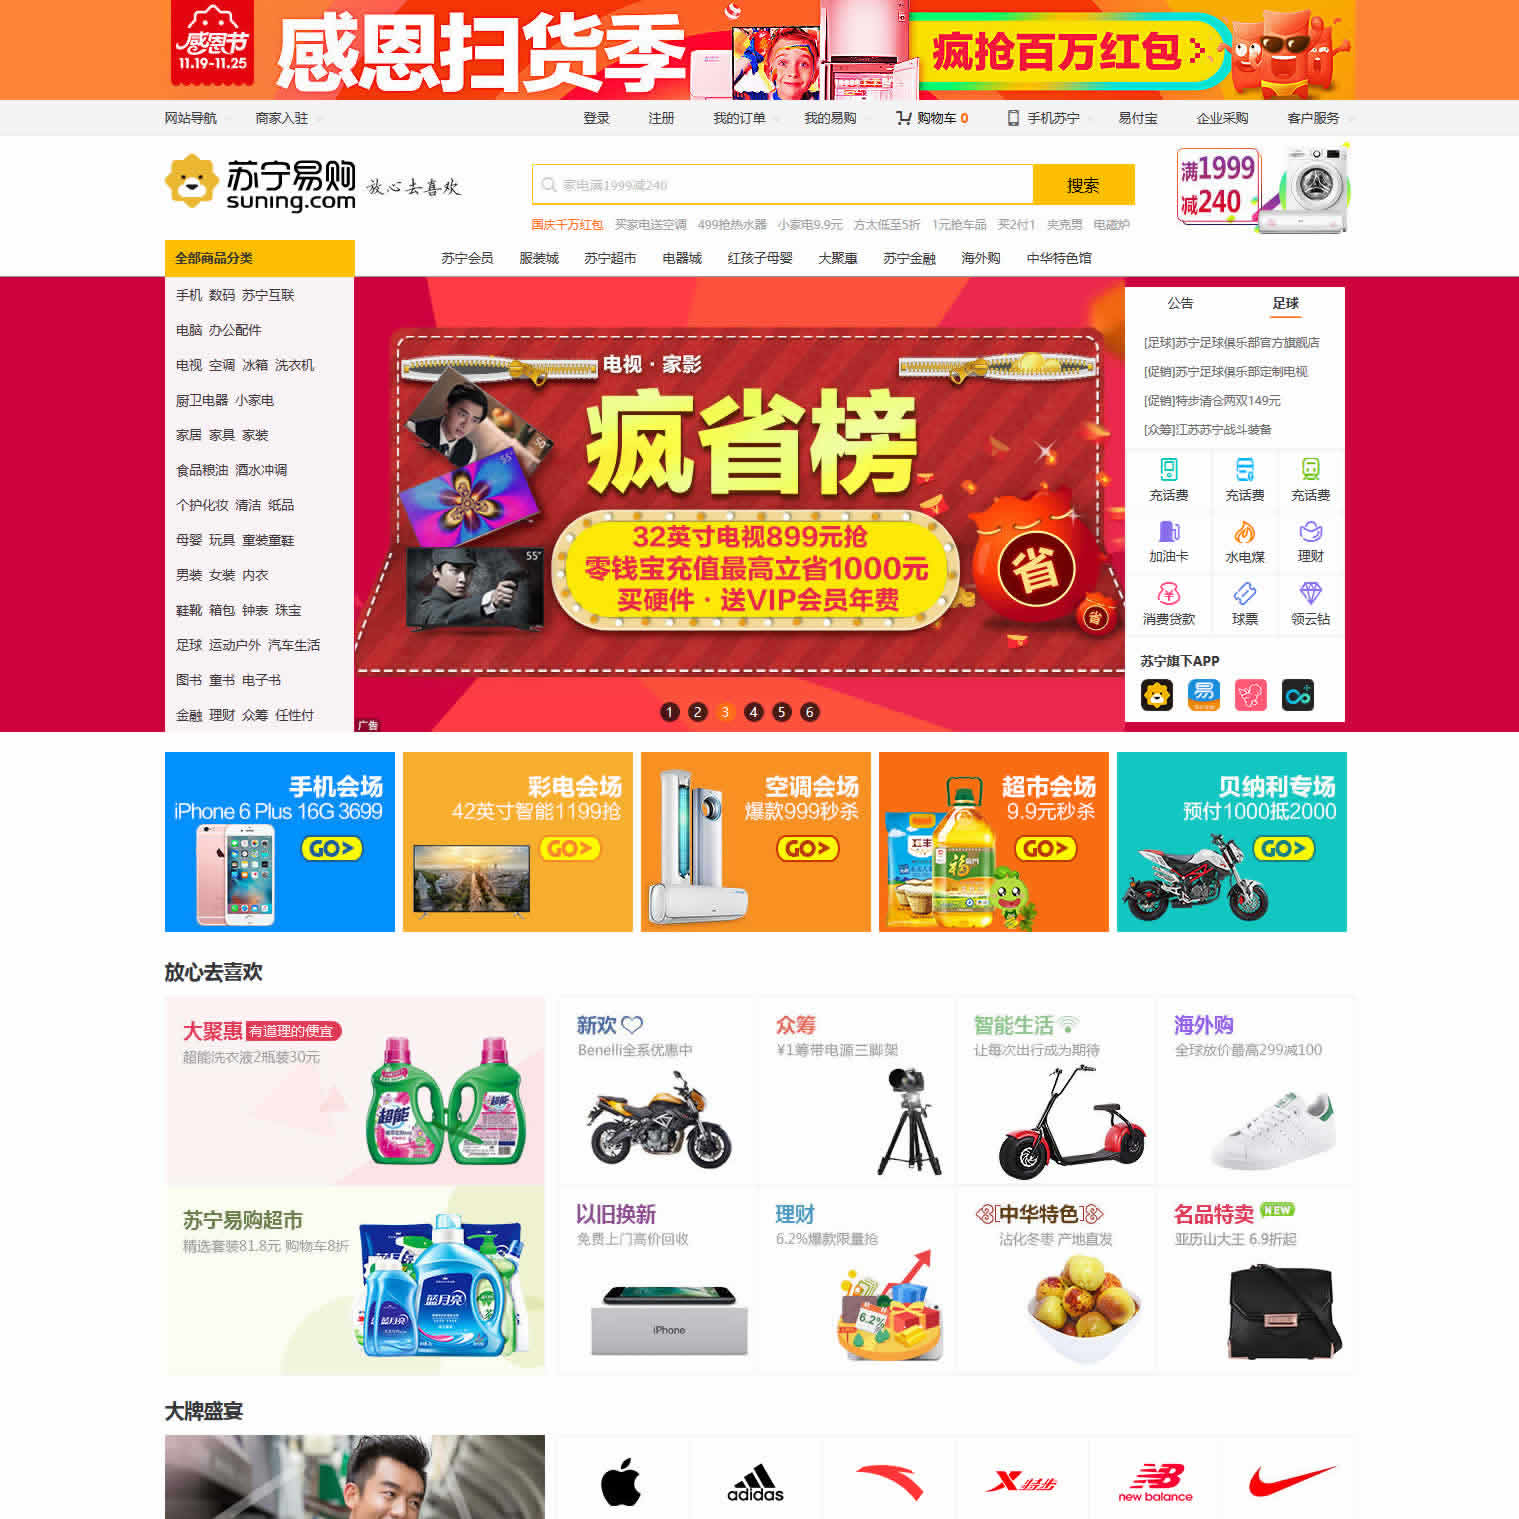 感恩节
11.19-11.25
感恩扫货季
疯抢百万红包
网站导航 商家入驻 登录 注册 我的订单 我的易购 购物车 0 手机苏宁 易付宝 企业采购 客户服务
苏宁易购
suning.com
放心去喜欢
家电满1999减240
搜索
满1999
减240
国庆千万红包 买家电送空调 499抢热水器 小家电9.9元 方太低至5折 1元抢车品 买2付1 夹克男 电磁炉
全部商品分类 苏宁会员 服装城 苏宁超市 电器城 红孩子母婴 大聚惠 苏宁金融 海外购 中华特色馆
手机 数码 苏宁互联
电脑 办公配件
电视 空调 冰箱 洗衣机
厨卫电器 小家电
家居 家具 家装
食品粮油 酒水冲调
个护化妆 清洁 纸品
母婴 玩具 童装童鞋
男装 女装 内衣
鞋靴 箱包 钟表 珠宝
足球 运动户外 汽车生活
图书 童书 电子书
金融 理财 众筹 任性付
电视·家影
疯省榜
50"
55"
55"
32英寸电视899元抢
零钱宝充值最高立省1000元
买硬件·送VIP会员年费
省
省
广告
1 2 3 4 5 6
公告 足球
[足球]苏宁足球俱乐部官方旗舰店
[促销]苏宁足球俱乐部定制电视
[促销]特步清仓两双149元
[众筹]江苏苏宁战斗装备
充话费 充话费 充话费
加油卡 水电煤 理财
消费贷款 球票 领云钻
苏宁旗下APP
易
手机会场
iPhone 6 Plus 16G 3699
GO>
彩电会场
42英寸智能1199抢
GO>
空调会场
爆款999秒杀
GO>
超市会场
9.9元秒杀
GO>
福
贝纳利专场
预付1000抵2000
GO>
放心去喜欢
大聚惠 有道理的便宜
超能洗衣液2瓶装30元
超能
新欢
Benelli全系优惠中
众筹
¥1筹带电源三脚架
智能生活
让每次出行成为期待
海外购
全球放价最高299减100
苏宁易购超市
精选套装81.8元 购物车8折
蓝月亮
以旧换新
免费上门高价回收
iPhone
理财
6.2%爆款限量抢
6.2%
中华特色
沾化冬枣 产地直发
名品特卖 NEW
亚历山大王 6.9折起
大牌盛宴
adidas
特步
new balance